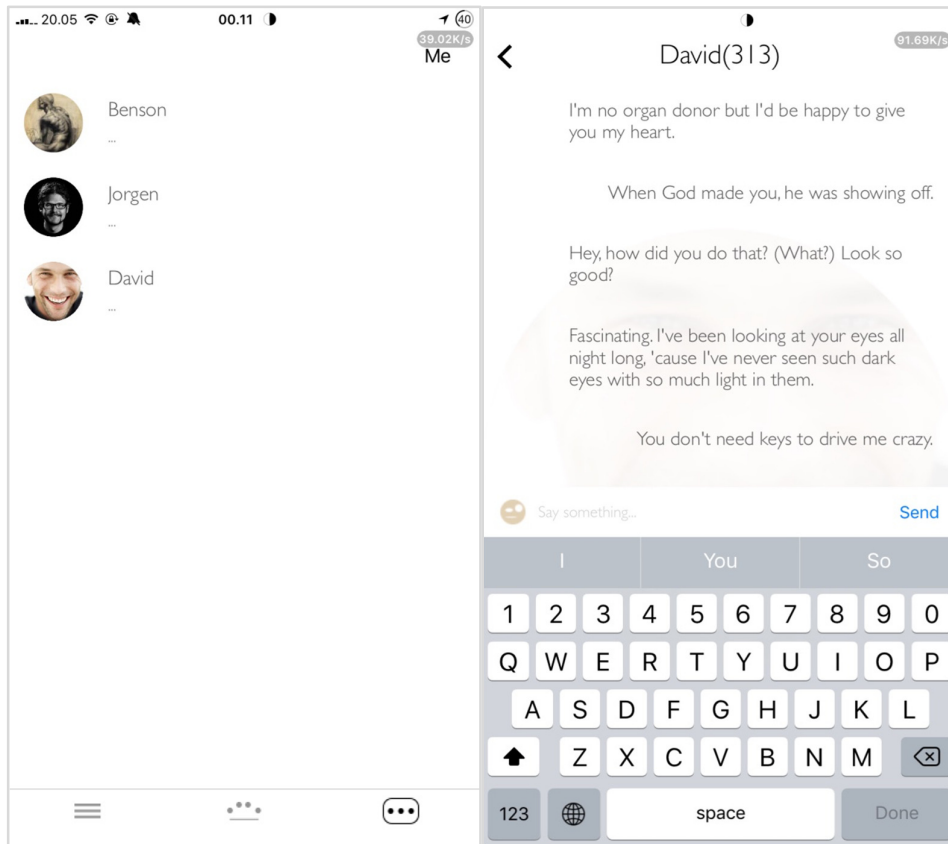 20.05
00.11
40
39.02K/s
Me
Benson
...
Jorgen
...
David
...
91.69K/s
David(313)
I'm no organ donor but I'd be happy to give
you my heart.
When God made you, he was showing off.
Hey, how did you do that? (What?) Look so
good?
Fascinating. I've been looking at your eyes all
night long, 'cause I've never seen such dark
eyes with so much light in them.
You don't need keys to drive me crazy.
Say something...
Send
I You So
1 2 3 4 5 6 7 8 9 0
Q W E R T Y U I O P
A S D F G H J K L
Z X C V B N M
123 space Done